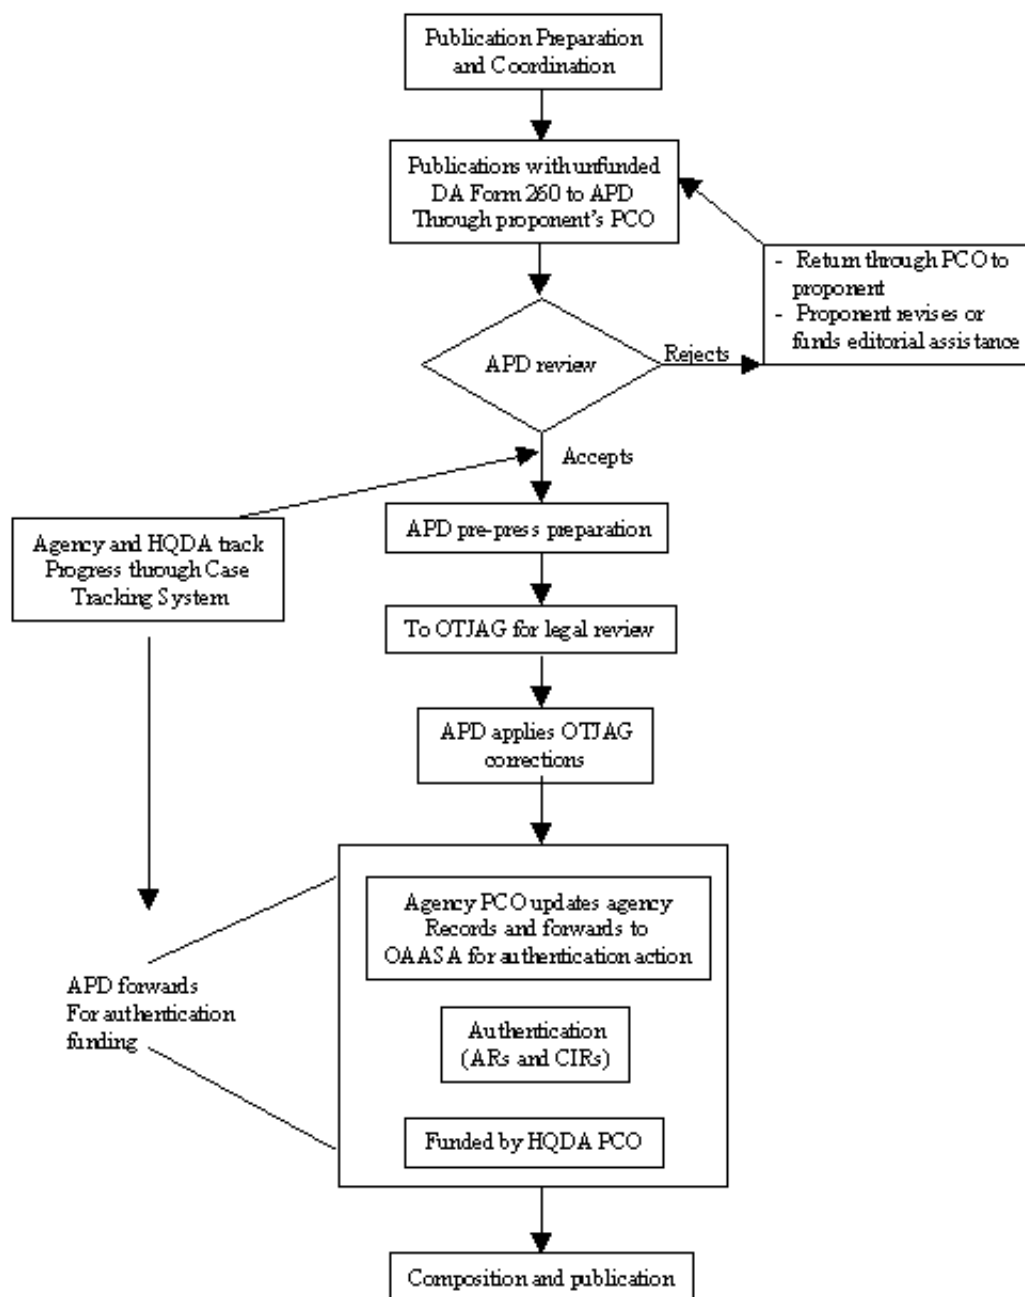 Publication Preparation
and Coordination
Publications with unfunded
DA Form 260 to APD
Through proponent's PCO
- Return through PCO to
proponent
- Proponent revises or
funds editorial assistance
APD review
Rejects
Accepts
Agency and HQDA track
Progress through Case
Tracking System
APD pre-press preparation
To OTJAG for legal review
APD applies OTJAG
corrections
Agency PCO updates agency
Records and forwards to
OAASA for authentication action
APD forwards
For authentication
funding
Authentication
(ARs and CIRs)
Funded by HQDA PCO
Composition and publication